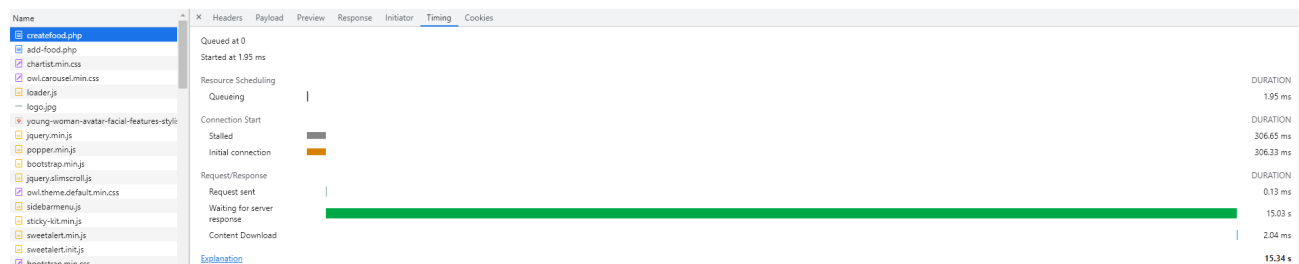 Name
createfood.php
add-food.php
chartist.min.css
owl.carousel.min.css
loader.js
logo.jpg
young-woman-avatar-facial-features-stylis
jquery.min.js
popper.min.js
bootstrap.min.js
jquery.slimscroll.js
owl.theme.default.min.css
sidebarmenu.js
sticky-kit.min.js
sweetalert.min.js
sweetalert.init.js
bootstrap.min.css
× Headers Payload Preview Response Initiator Timing Cookies
Queued at 0
Started at 1.95 ms
Resource Scheduling DURATION
Queueing 1.95 ms
Connection Start DURATION
Stalled 306.65 ms
Initial connection 306.33 ms
Request/Response DURATION
Request sent 0.13 ms
Waiting for server
response 15.03 s
Content Download 2.04 ms
Explanation 15.34 s